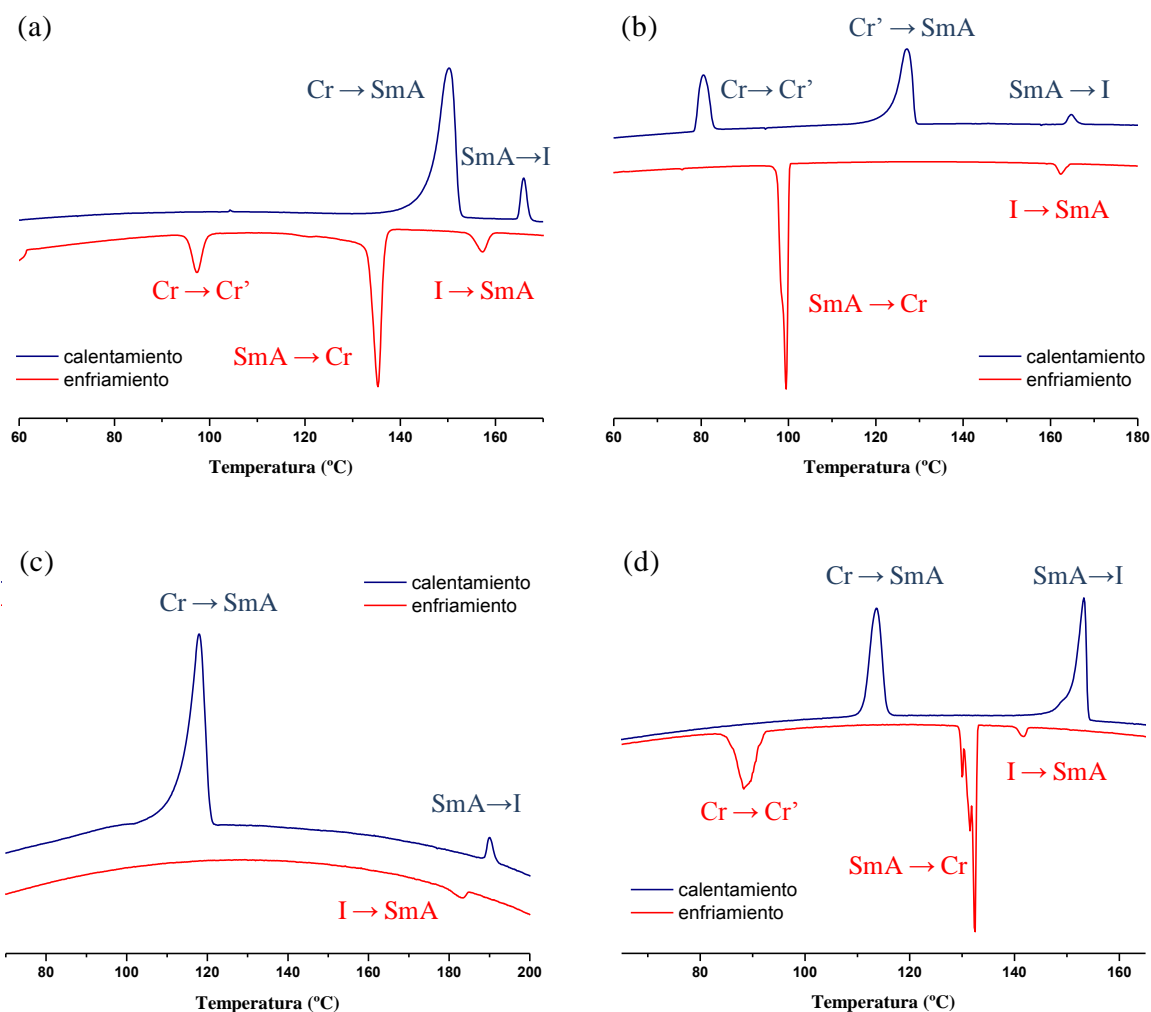 (a)
Cr → SmA
SmA→I
Cr → Cr’
I → SmA
SmA → Cr
calentamiento
enfriamiento
60 80 100 120 140 160
Temperatura (ºC)
(b)
Cr’ → SmA
Cr→ Cr’
SmA → I
I → SmA
SmA → Cr
calentamiento
enfriamiento
60 80 100 120 140 160 180
Temperatura (ºC)
(c)
calentamiento
enfriamiento
Cr → SmA
SmA→I
I → SmA
80 100 120 140 160 180 200
Temperatura (ºC)
(d)
Cr → SmA
SmA→I
I → SmA
Cr → Cr’
SmA → Cr
calentamiento
enfriamiento
80 100 120 140 160
Temperatura (ºC)